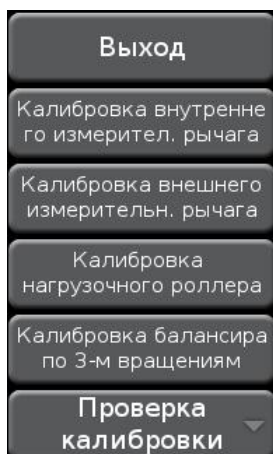 Выход
Калибровка внутренне
го измерител. рычага
Калибровка внешнего
измерительн. рычага
Калибровка
нагрузочного роллера
Калибровка балансира
по 3-м вращениям
Проверка
калибровки